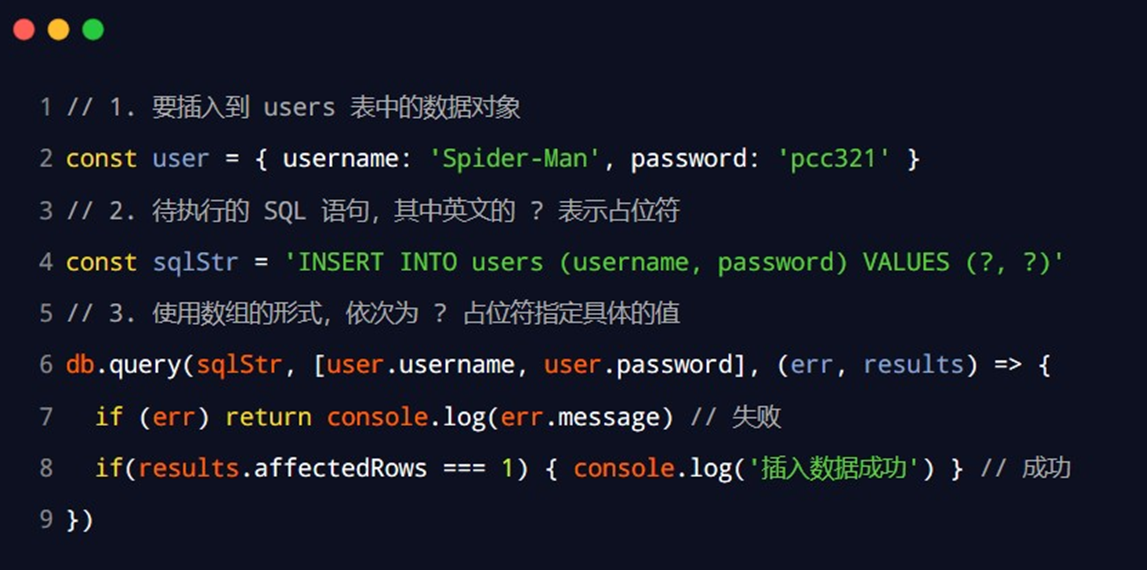 1 // 1. 要插入到 users 表中的数据对象
2 const user = { username: 'Spider-Man', password: 'pcc321' }
3 // 2. 待执行的 SQL 语句，其中英文的 ? 表示占位符
4 const sqlStr = 'INSERT INTO users (username, password) VALUES (?, ?)'
5 // 3. 使用数组的形式，依次为 ? 占位符指定具体的值
6 db.query(sqlStr, [user.username, user.password], (err, results) => {
7   if (err) return console.log(err.message) // 失败
8   if(results.affectedRows === 1) { console.log('插入数据成功') } // 成功
9 })